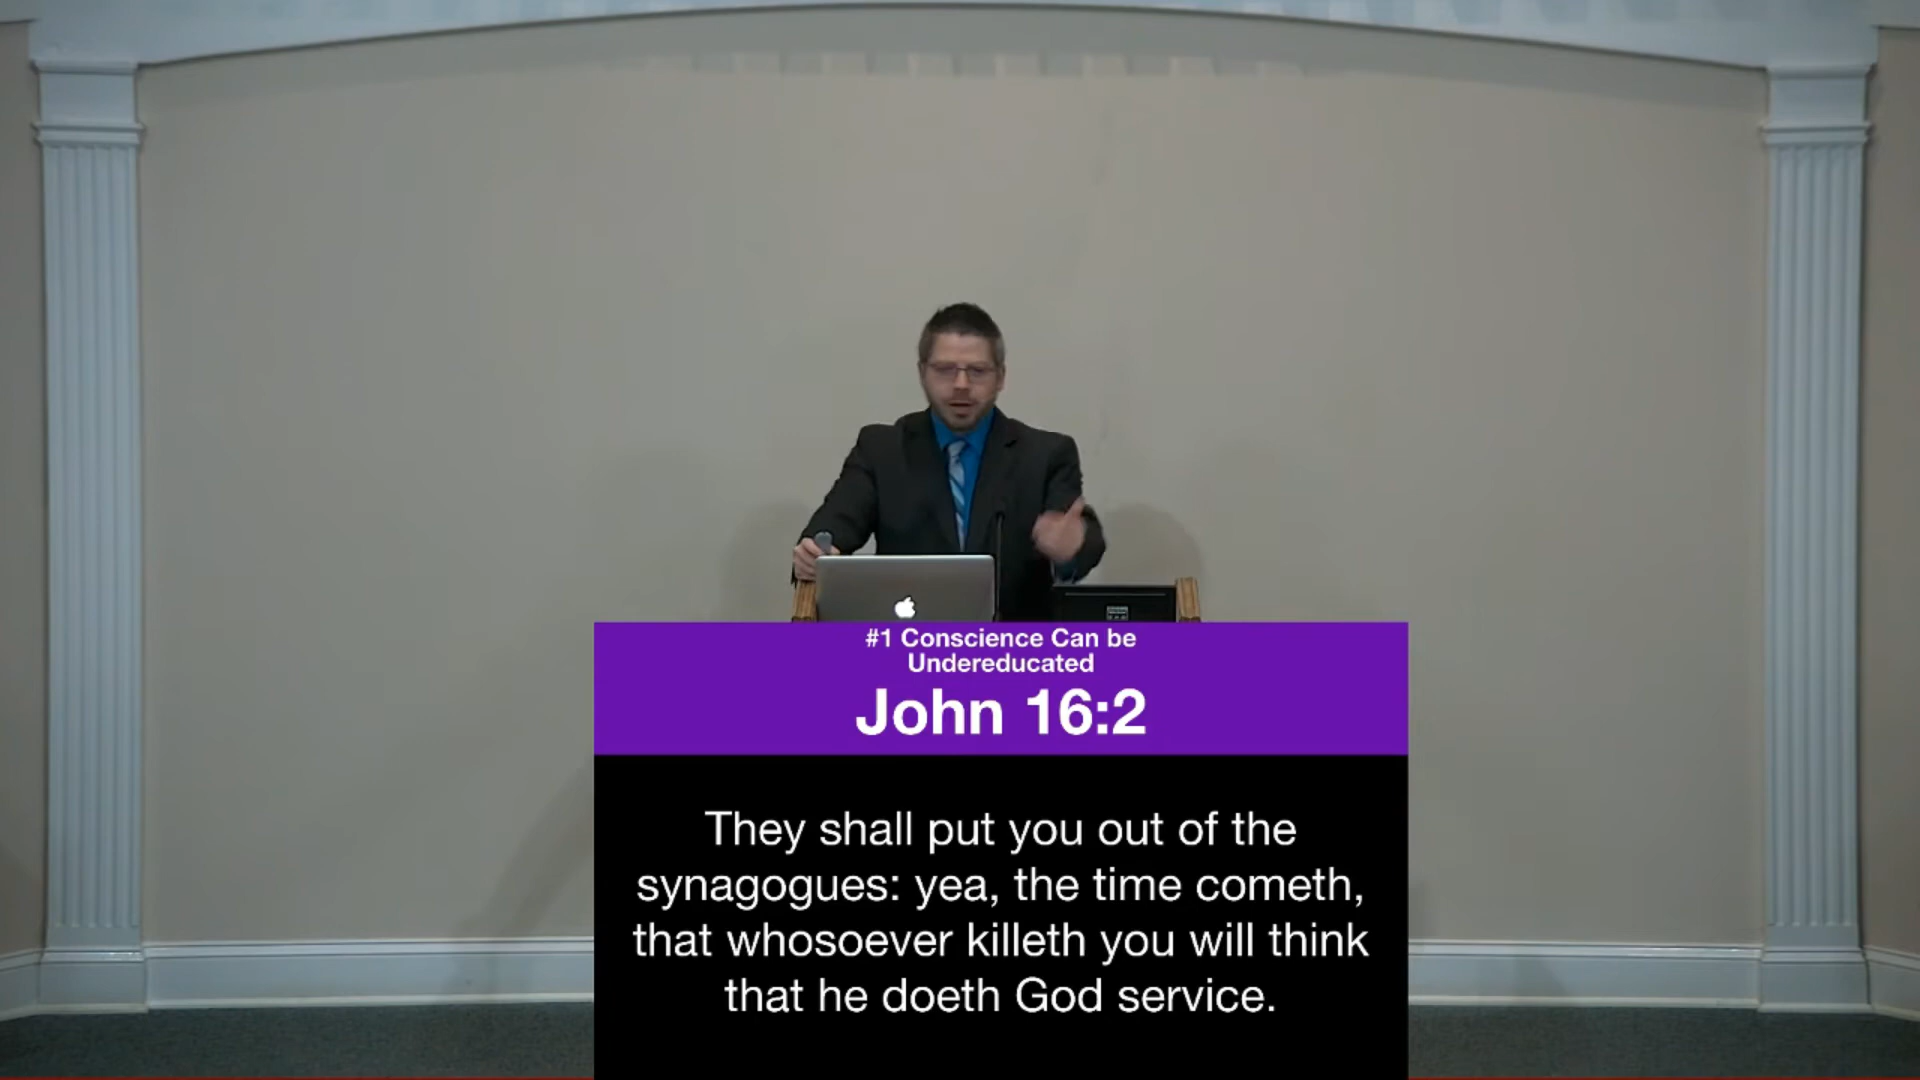 #1 Conscience Can be
Undereducated
John 16:2
They shall put you out of the
synagogues: yea, the time cometh,
that whosoever killeth you will think
that he doeth God service.